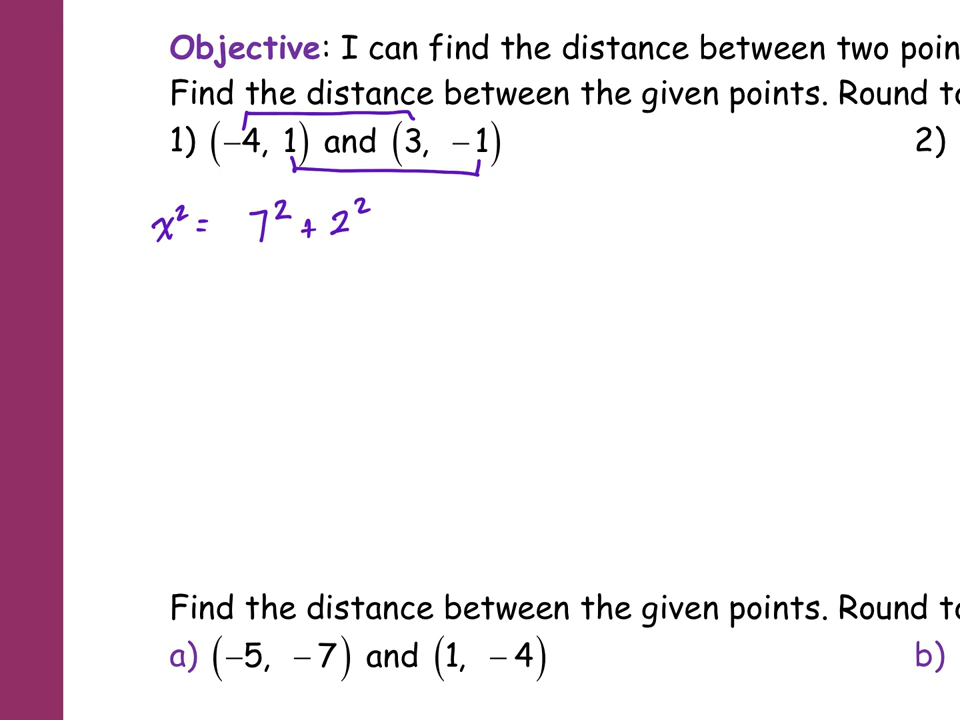 Objective: I can find the distance between two poin
Find the distance between the given points. Round to
1) (−4, 1) and (3, −1)
2)
x² = 7² + 2²
Find the distance between the given points. Round to
a) (−5, −7) and (1, −4)
b)